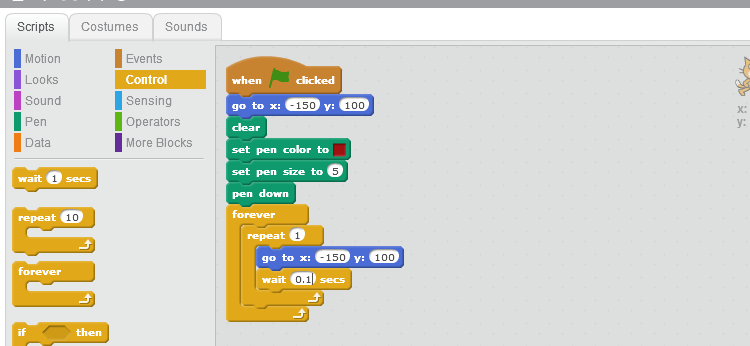 Scripts Costumes Sounds
Motion Events
Looks Control
Sound Sensing
Pen Operators
Data More Blocks
wait 1 secs
repeat 10
forever
if then
when clicked
go to x: -150 y: 100
clear
set pen color to
set pen size to 5
pen down
forever
repeat 1
go to x: -150 y: 100
wait 0.1 secs
x:
y: